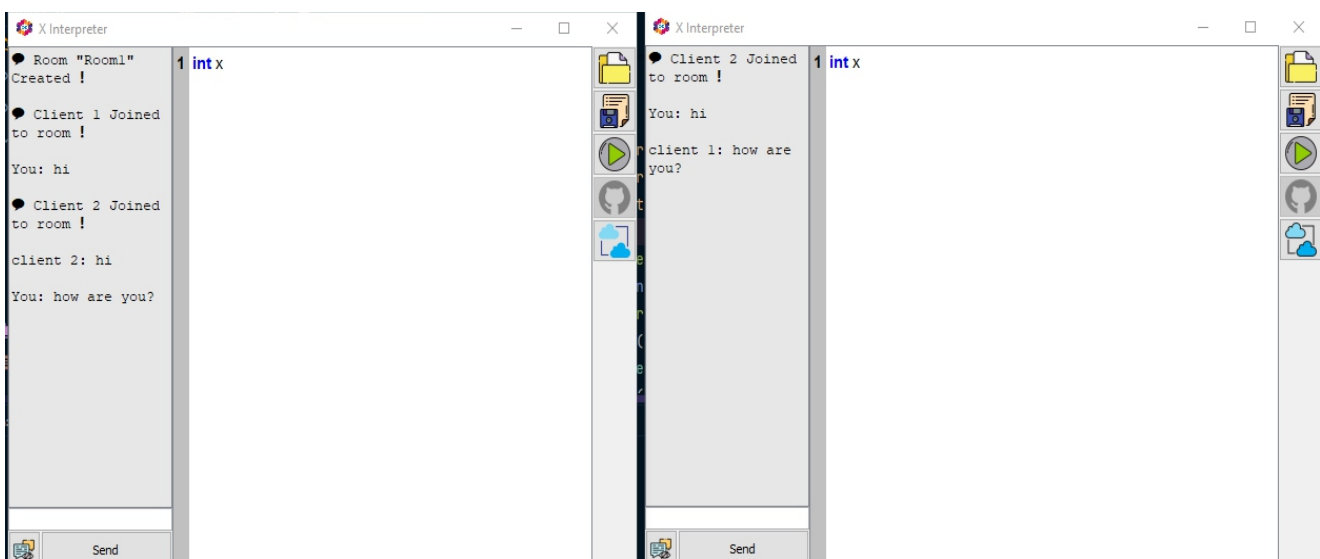 X Interpreter
Room "Room1"
Created !
Client 1 Joined
to room !
You: hi
Client 2 Joined
to room !
client 2: hi
You: how are you?
Send
1 int x
X Interpreter
Client 2 Joined
to room !
You: hi
client 1: how are
you?
Send
1 int x